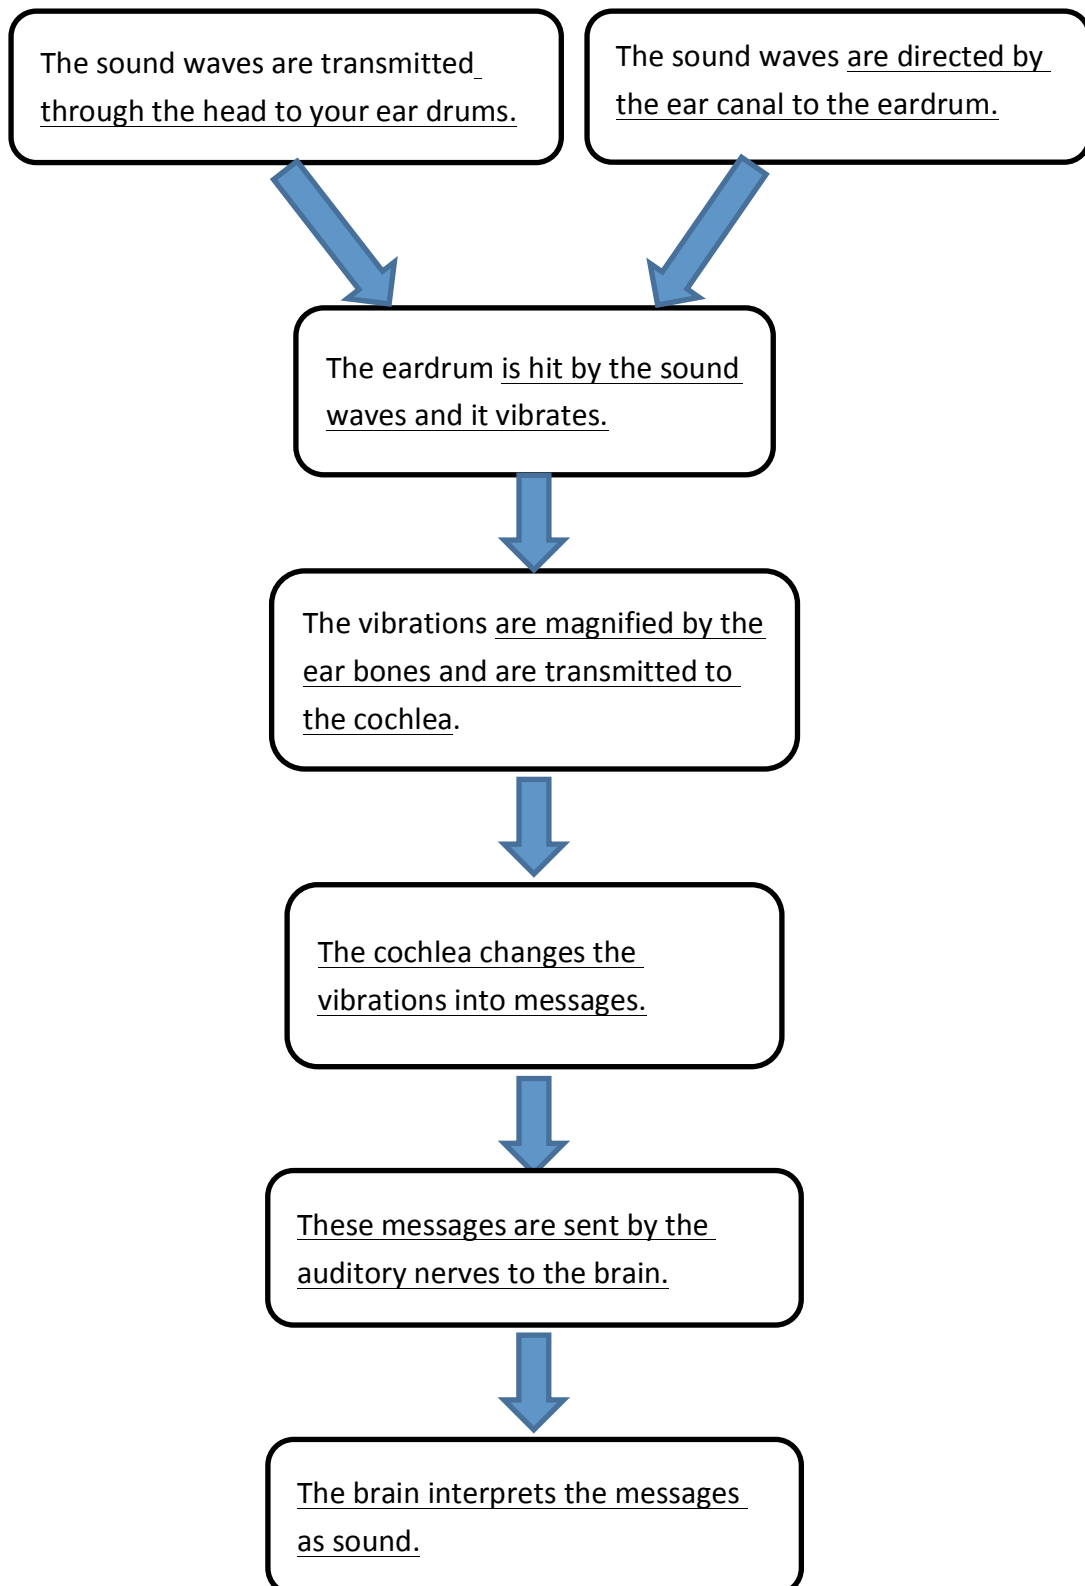 The sound waves are transmitted
through the head to your ear drums.
The sound waves are directed by
the ear canal to the eardrum.
The eardrum is hit by the sound
waves and it vibrates.
The vibrations are magnified by the
ear bones and are transmitted to
the cochlea.
The cochlea changes the
vibrations into messages.
These messages are sent by the
auditory nerves to the brain.
The brain interprets the messages
as sound.